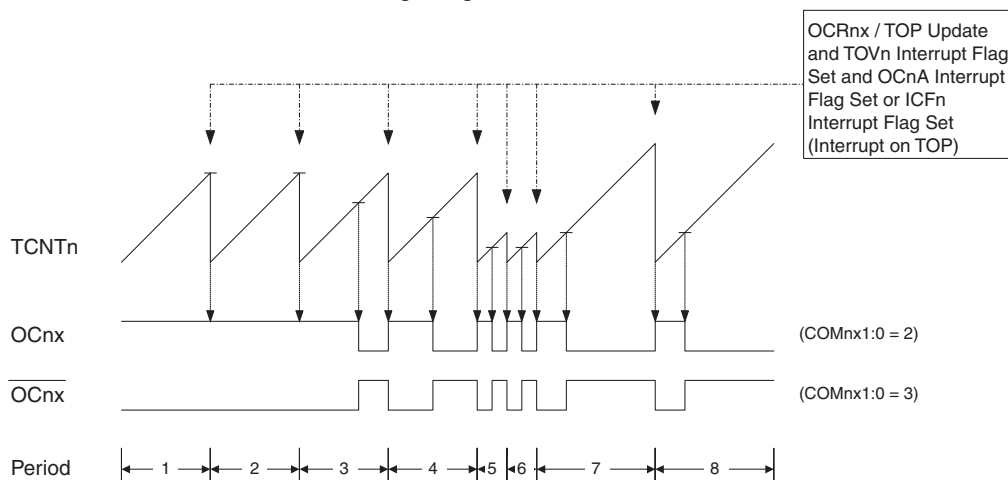 OCRnx / TOP Update
and TOVn Interrupt Flag
Set and OCnA Interrupt
Flag Set or ICFn
Interrupt Flag Set
(Interrupt on TOP)
TCNTn
OCnx (COMnx1:0 = 2)
OCnx (COMnx1:0 = 3)
Period 1 2 3 4 5 6 7 8